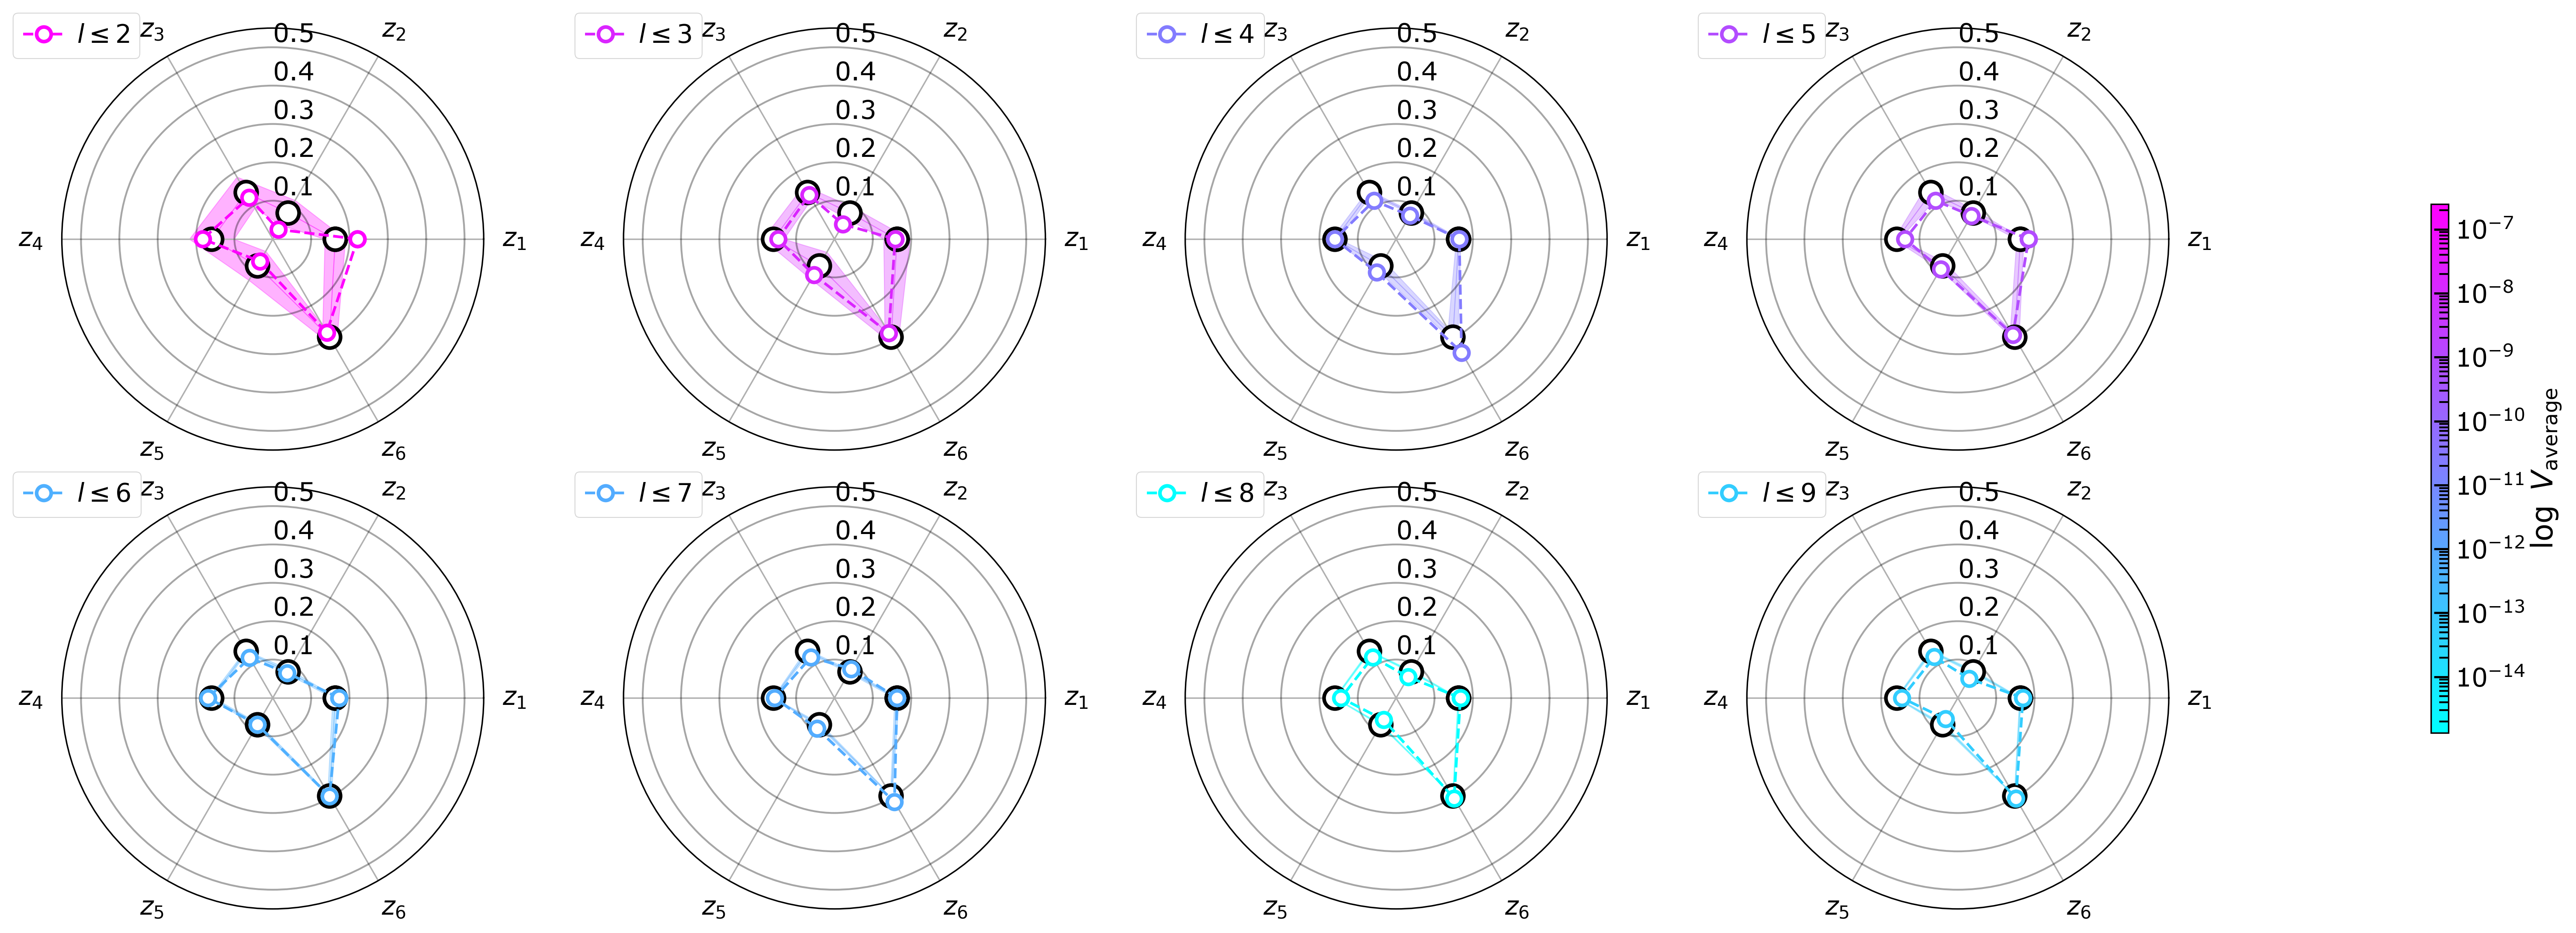 l ≤ 2
z₃
0.5
z₂
0.4
0.3
0.2
0.1
z₄
z₁
z₅
z₆
l ≤ 3
z₃
0.5
z₂
0.4
0.3
0.2
0.1
z₄
z₁
z₅
z₆
l ≤ 4
z₃
0.5
z₂
0.4
0.3
0.2
0.1
z₄
z₁
z₅
z₆
l ≤ 5
z₃
0.5
z₂
0.4
0.3
0.2
0.1
z₄
z₁
z₅
z₆
l ≤ 6
z₃
0.5
z₂
0.4
0.3
0.2
0.1
z₄
z₁
z₅
z₆
l ≤ 7
z₃
0.5
z₂
0.4
0.3
0.2
0.1
z₄
z₁
z₅
z₆
l ≤ 8
z₃
0.5
z₂
0.4
0.3
0.2
0.1
z₄
z₁
z₅
z₆
l ≤ 9
z₃
0.5
z₂
0.4
0.3
0.2
0.1
z₄
z₁
z₅
z₆
10⁻⁷
10⁻⁸
10⁻⁹
10⁻¹⁰
10⁻¹¹
10⁻¹²
10⁻¹³
10⁻¹⁴
log V_average